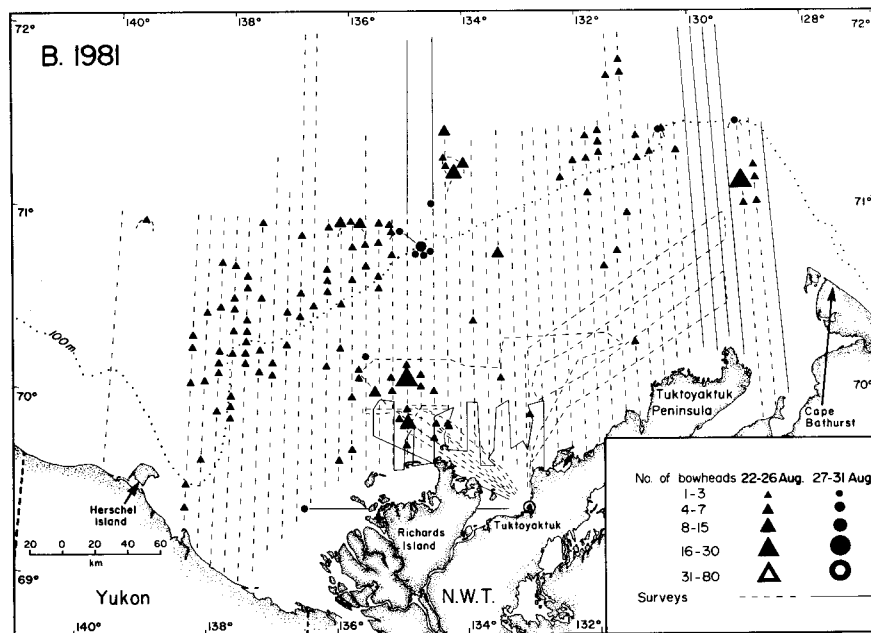 140° 138° 136° 134° 132° 130° 128° 126°
72° 72°
B. 1981
71° 71°
100m.
70° 70°
Tuktoyaktuk
Peninsula
Cape
Bathurst
Herschel
Island
Richards
Island
Tuktoyaktuk
20 0 20 40 60
km
69°
Yukon
N.W.T.
No. of bowheads 22-26 Aug. 27-31 Aug.
1-3
4-7
8-15
16-30
31-80
Surveys
140° 138° 136° 134° 132°